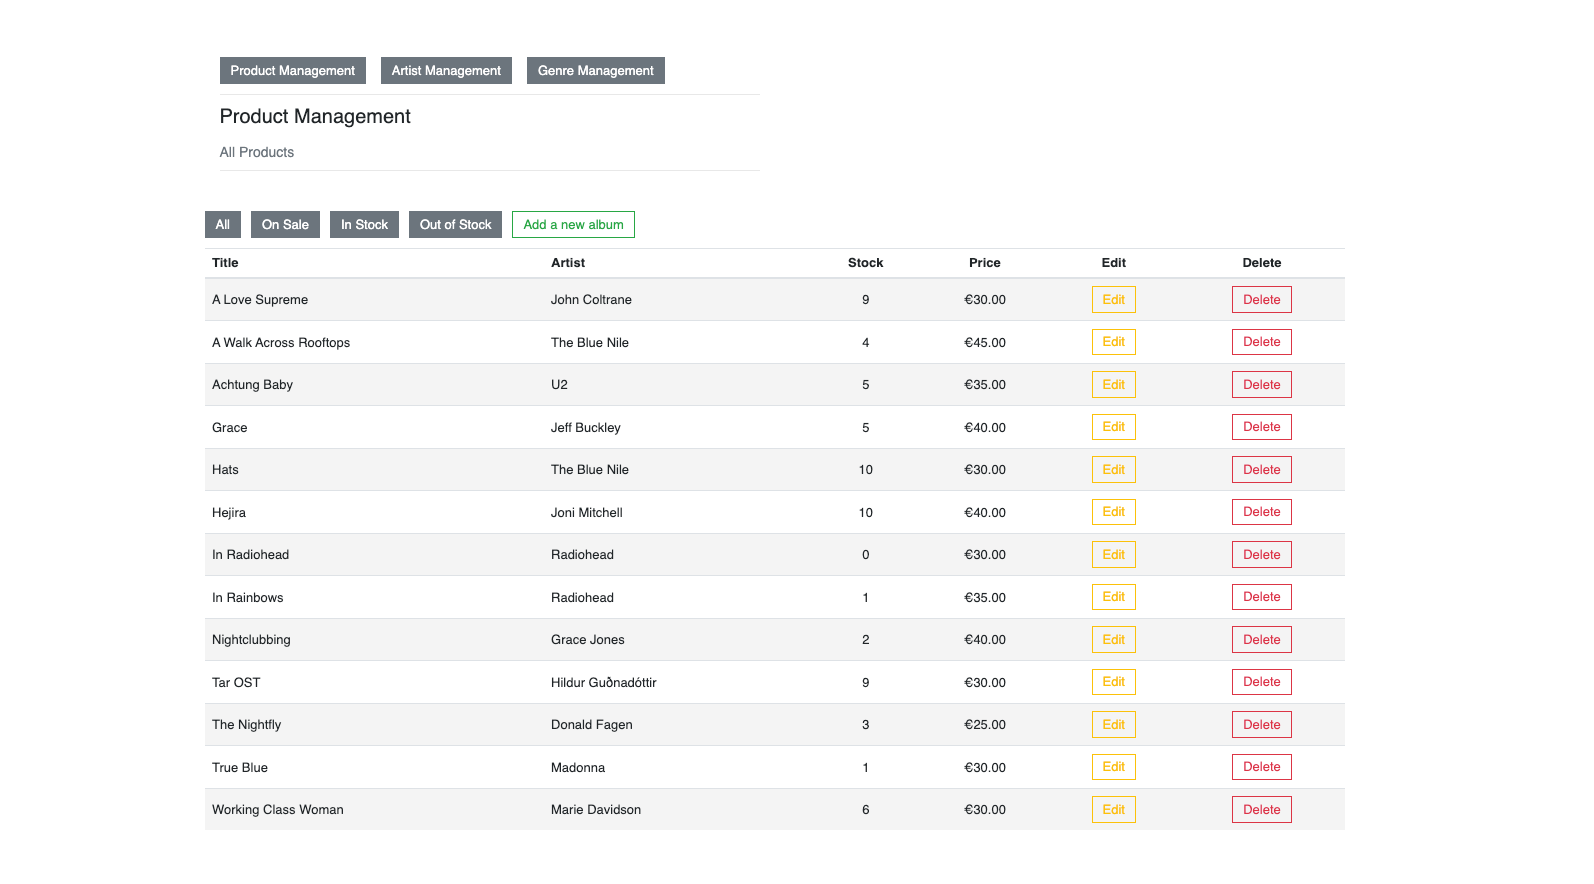 Product Management Artist Management Genre Management
Product Management
All Products
All On Sale In Stock Out of Stock Add a new album
Title Artist Stock Price Edit Delete
A Love Supreme John Coltrane 9 €30.00 Edit Delete
A Walk Across Rooftops The Blue Nile 4 €45.00 Edit Delete
Achtung Baby U2 5 €35.00 Edit Delete
Grace Jeff Buckley 5 €40.00 Edit Delete
Hats The Blue Nile 10 €30.00 Edit Delete
Hejira Joni Mitchell 10 €40.00 Edit Delete
In Radiohead Radiohead 0 €30.00 Edit Delete
In Rainbows Radiohead 1 €35.00 Edit Delete
Nightclubbing Grace Jones 2 €40.00 Edit Delete
Tar OST Hildur Guðnadóttir 9 €30.00 Edit Delete
The Nightfly Donald Fagen 3 €25.00 Edit Delete
True Blue Madonna 1 €30.00 Edit Delete
Working Class Woman Marie Davidson 6 €30.00 Edit Delete